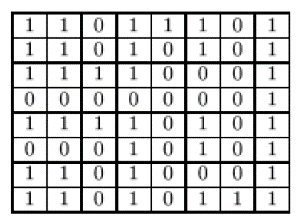 1 1 0 1 1 1 0 1
1 1 0 1 0 1 0 1
1 1 1 1 0 0 0 1
0 0 0 0 0 0 0 1
1 1 1 1 0 1 0 1
0 0 0 1 0 1 0 1
1 1 0 1 0 0 0 1
1 1 0 1 0 1 1 1